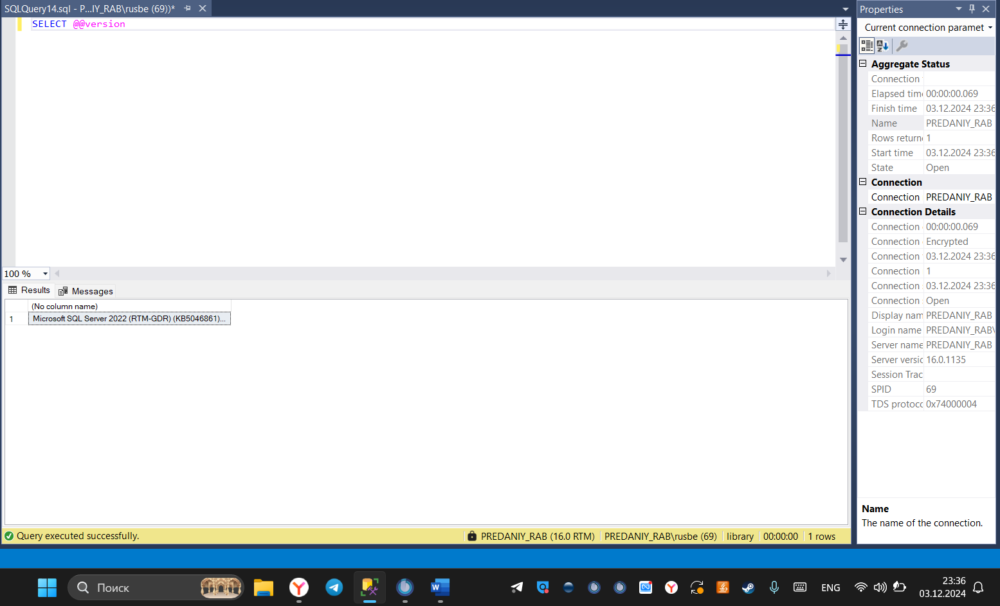 SQLQuery14.sql - P...IY_RAB\rusbe (69))*
SELECT @@version
100 %
Results
Messages
(No column name)
1
Microsoft SQL Server 2022 (RTM-GDR) (KB5046861)...
Query executed successfully.
PREDANIY_RAB (16.0 RTM)
PREDANIY_RAB\rusbe (69)
library
00:00:00
1 rows
Properties
Current connection paramet
Aggregate Status
Connection
Elapsed time 00:00:00.069
Finish time 03.12.2024 23:36
Name PREDANIY_RAB
Rows returne 1
Start time 03.12.2024 23:36
State Open
Connection
Connection PREDANIY_RAB
Connection Details
Connection 00:00:00.069
Connection Encrypted
Connection 03.12.2024 23:36
Connection 1
Connection 03.12.2024 23:36
Connection Open
Display nam PREDANIY_RAB
Login name PREDANIY_RAB\
Server name PREDANIY_RAB
Server versic 16.0.1135
Session Trac
SPID 69
TDS protocc 0x74000004
Name
The name of the connection.
Поиск
ENG
23:36
03.12.2024